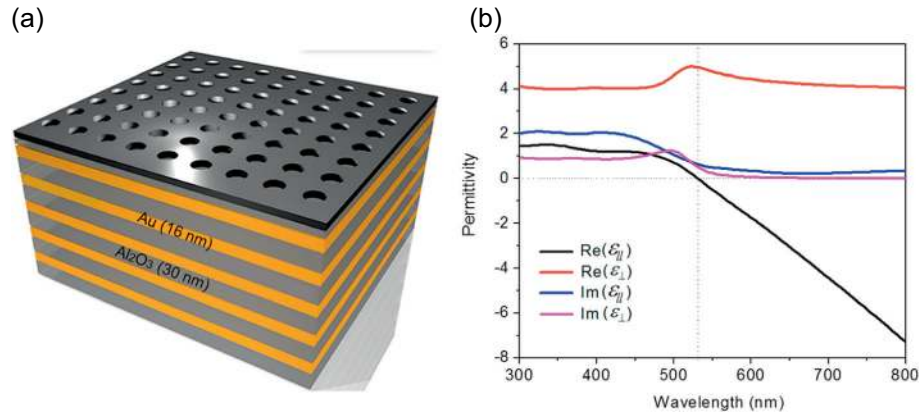 (a)
(b)
Au (16 nm)
Al₂O₃ (30 nm)
6
4
2
0
-2
-4
-6
-8
Permittivity
Re(ε∥)
Re(ε⊥)
Im(ε∥)
Im(ε⊥)
300 400 500 600 700 800
Wavelength (nm)